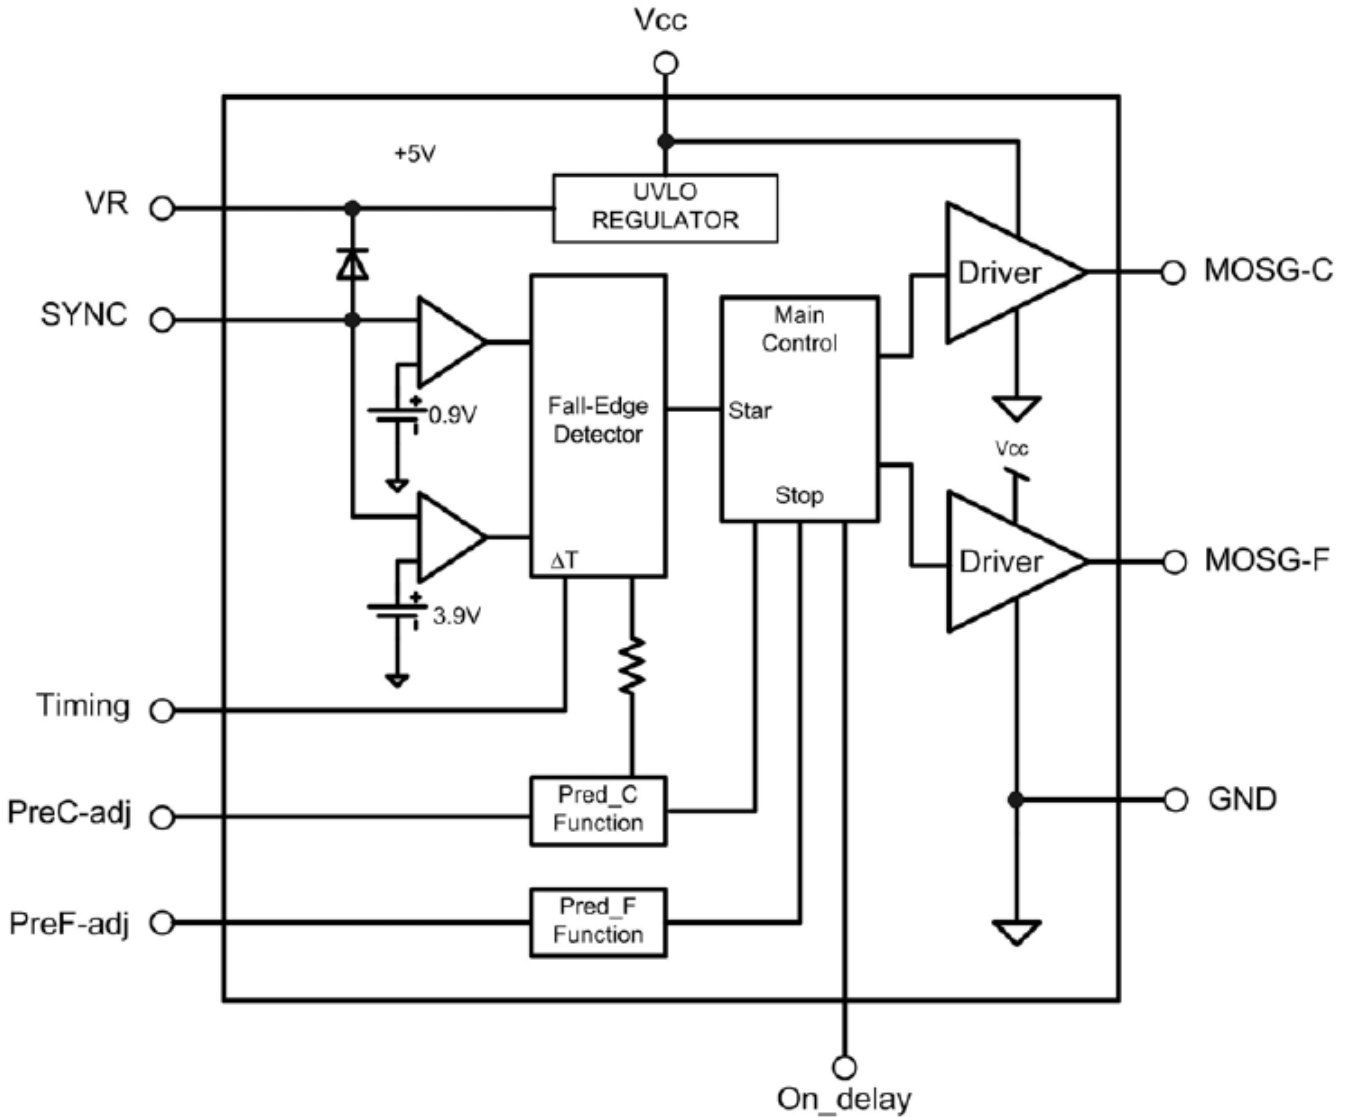 Vcc
+5V
VR
UVLO
REGULATOR
SYNC
Driver
MOSG-C
Main
Control
0.9V
Fall-Edge
Detector
Star
Vcc
Stop
ΔT
Driver
MOSG-F
3.9V
Timing
PreC-adj
Pred_C
Function
GND
PreF-adj
Pred_F
Function
On_delay